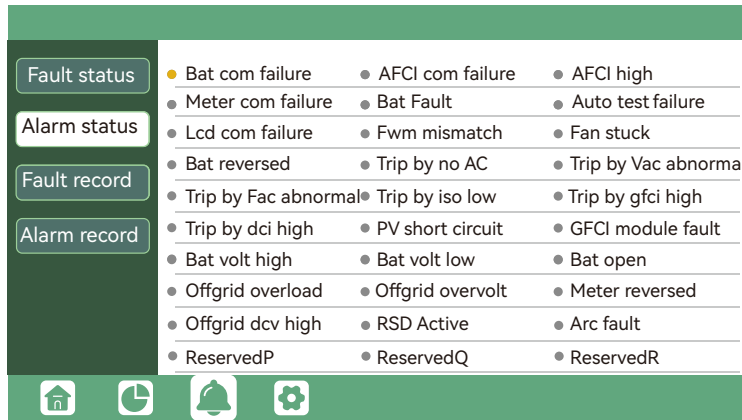 Fault status
Alarm status
Fault record
Alarm record
Bat com failure AFCI com failure AFCI high
Meter com failure Bat Fault Auto test failure
Lcd com failure Fwm mismatch Fan stuck
Bat reversed Trip by no AC Trip by Vac abnorma
Trip by Fac abnormal Trip by iso low Trip by gfci high
Trip by dci high PV short circuit GFCI module fault
Bat volt high Bat volt low Bat open
Offgrid overload Offgrid overvolt Meter reversed
Offgrid dcv high RSD Active Arc fault
ReservedP ReservedQ ReservedR